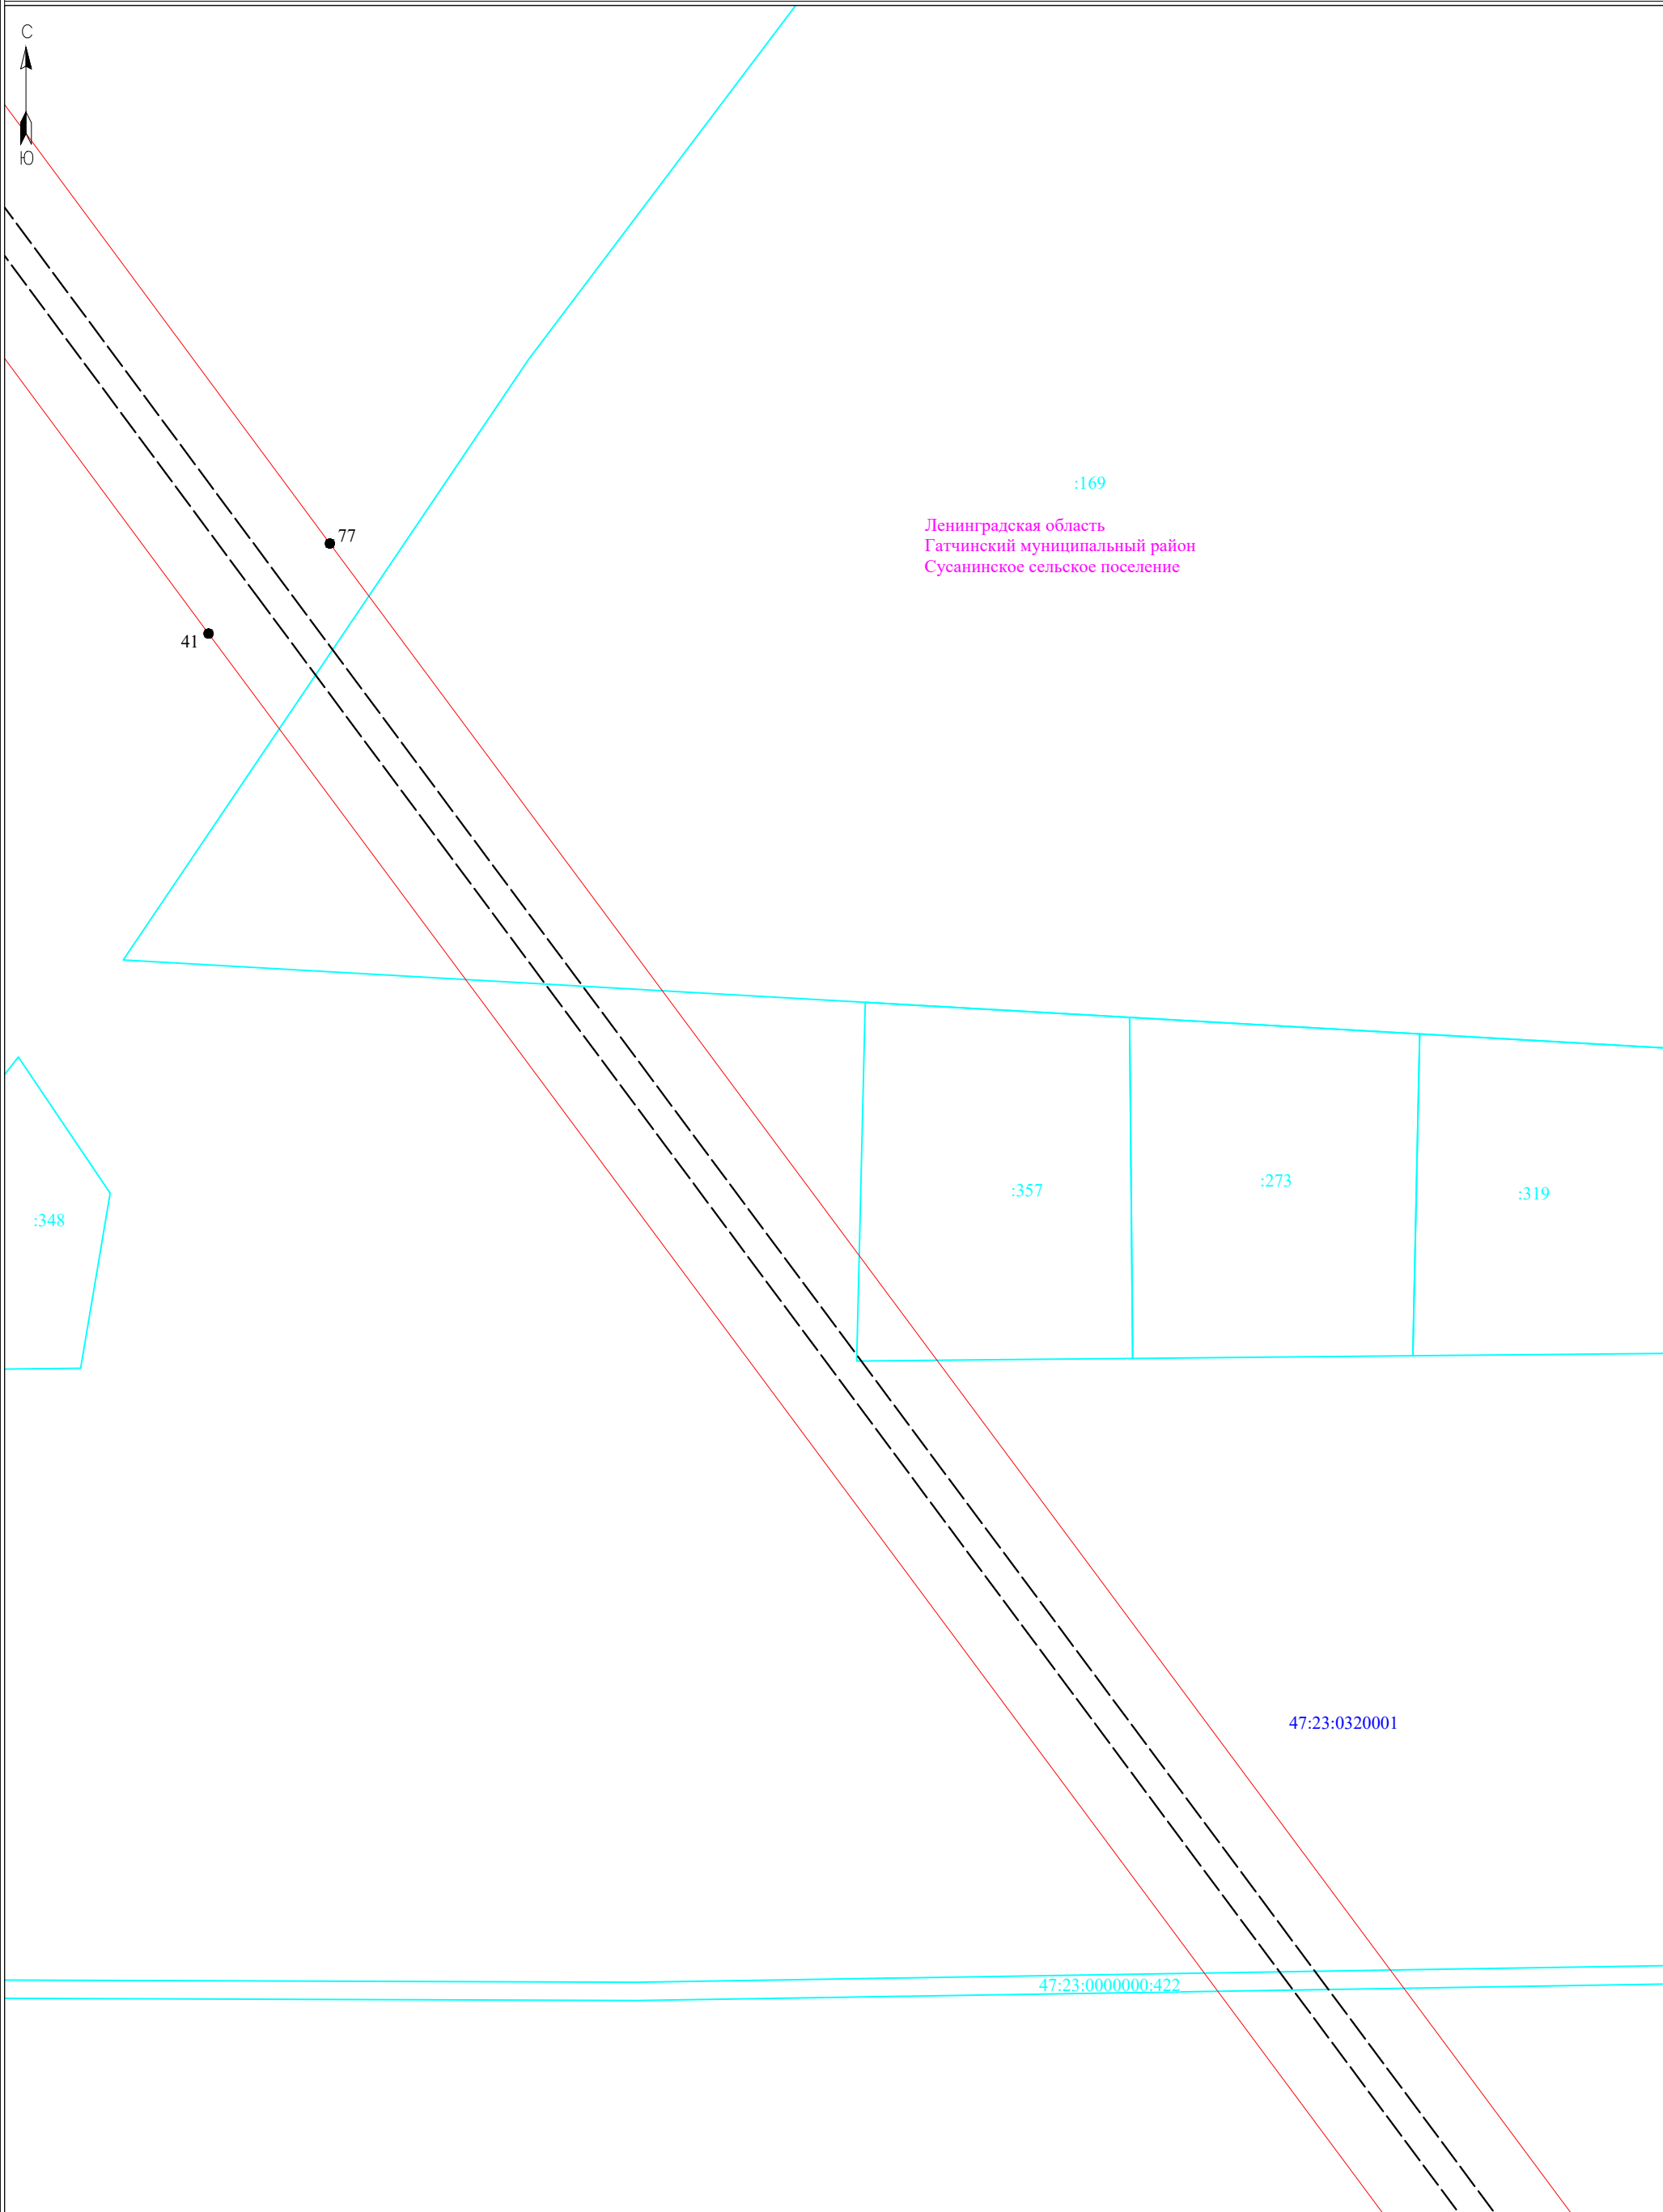 С
Ю
:169
Ленинградская область
Гатчинский муниципальный район
Сусанинское сельское поселение
77
41
:357
:273
:319
:348
47:23:0320001
47:23:0000000:422